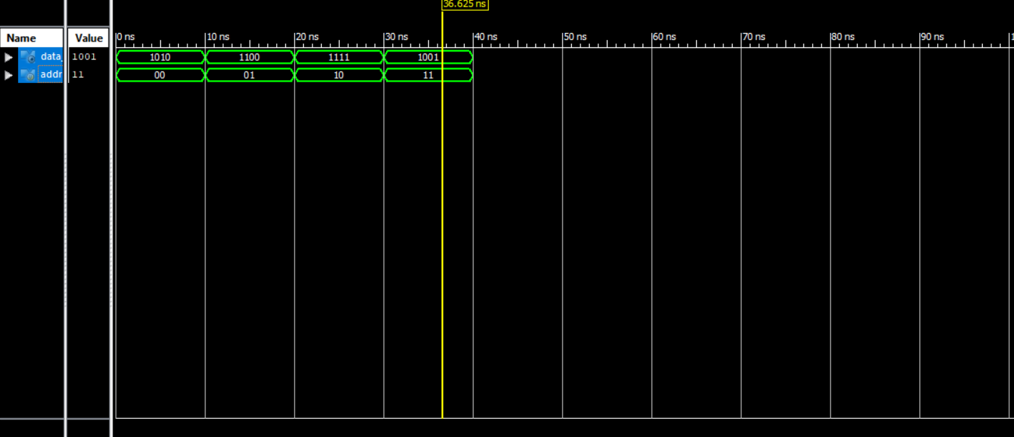 36.625 ns
Name Value 0 ns 10 ns 20 ns 30 ns 40 ns 50 ns 60 ns 70 ns 80 ns 90 ns 1
data_ 1001 1010 1100 1111 1001
addr 11 00 01 10 11